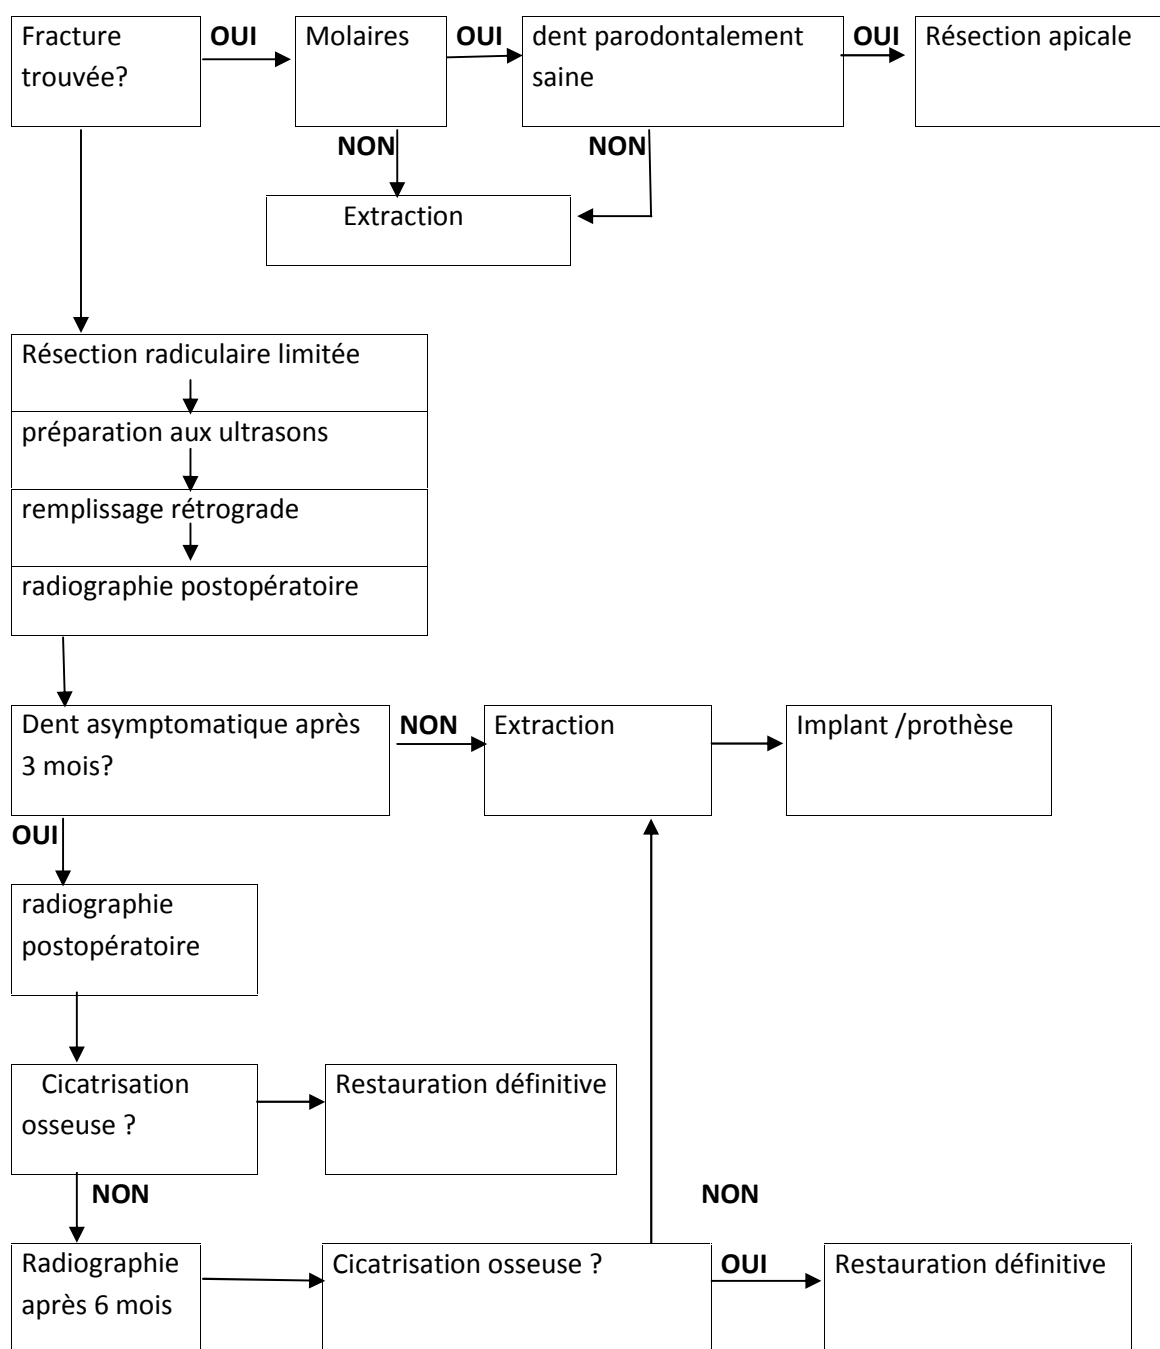 Fracture
trouvée?
OUI
Molaires
OUI
dent parodontalement
saine
OUI
Résection apicale
NON
NON
Extraction
Résection radiculaire limitée
préparation aux ultrasons
remplissage rétrograde
radiographie postopératoire
Dent asymptomatique après
3 mois?
NON
Extraction
Implant /prothèse
OUI
radiographie
postopératoire
Cicatrisation
osseuse ?
Restauration définitive
NON
NON
Radiographie
après 6 mois
Cicatrisation osseuse ?
OUI
Restauration définitive